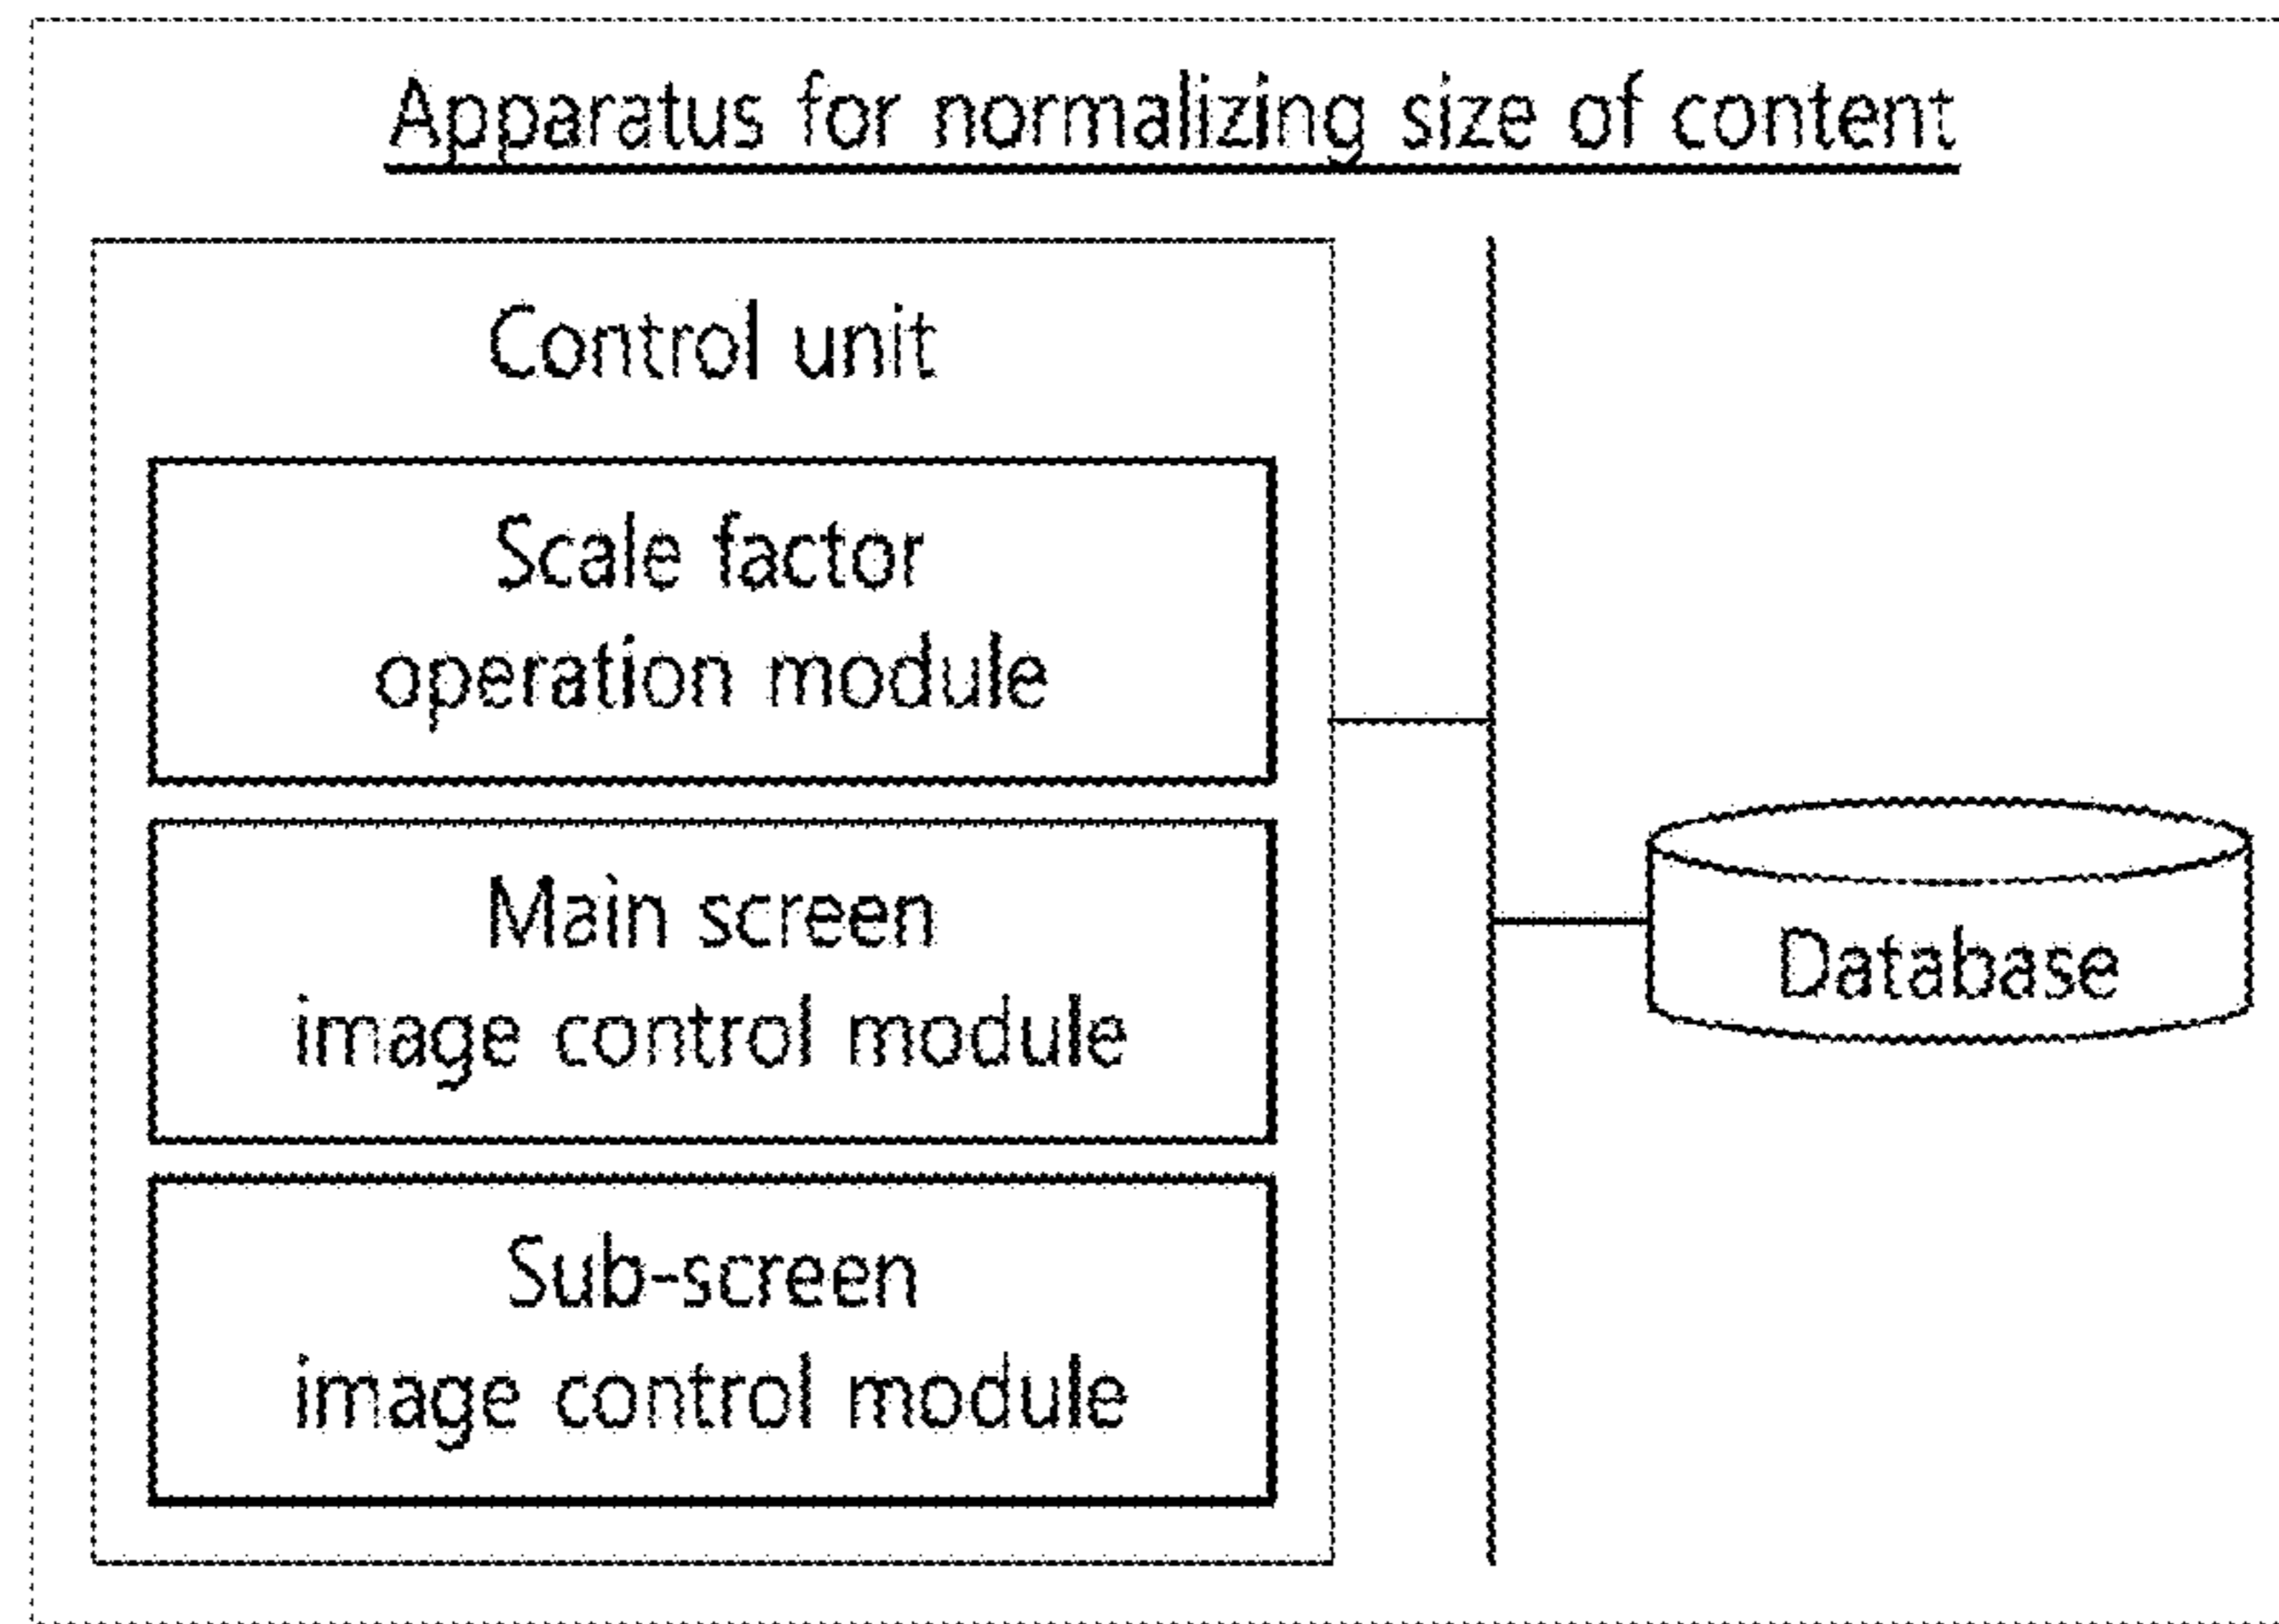 Apparatus for normalizing size of content
Control unit
Scale factor
operation module
Main screen
image control module
Sub-screen
image control module
Database